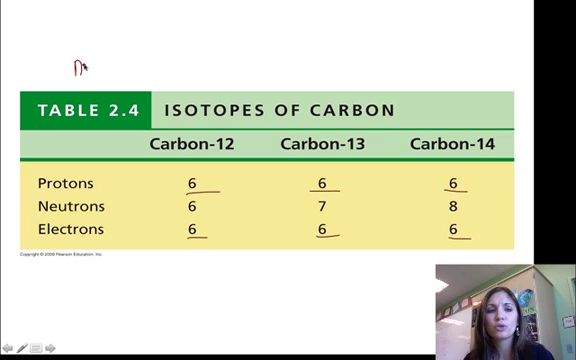 TABLE 2.4 ISOTOPES OF CARBON
Carbon-12 Carbon-13 Carbon-14
Protons 6 6 6
Neutrons 6 7 8
Electrons 6 6 6
Copyright © 2009 Pearson Education, Inc.